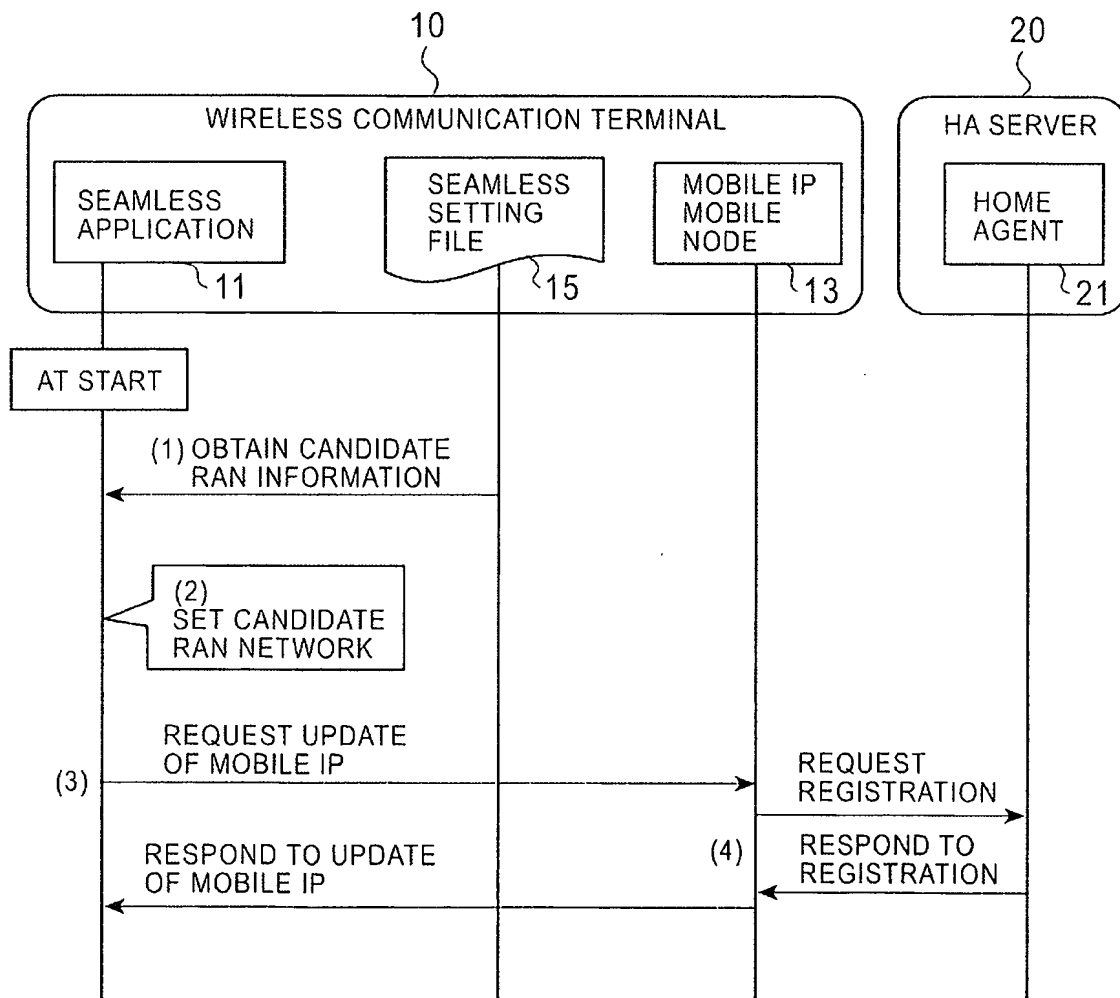 10
20
WIRELESS COMMUNICATION TERMINAL
HA SERVER
SEAMLESS
APPLICATION
11
SEAMLESS
SETTING
FILE
15
MOBILE IP
MOBILE
NODE
13
HOME
AGENT
21
AT START
(1) OBTAIN CANDIDATE
RAN INFORMATION
(2)
SET CANDIDATE
RAN NETWORK
REQUEST UPDATE
OF MOBILE IP
(3)
REQUEST
REGISTRATION
RESPOND TO UPDATE
OF MOBILE IP
(4)
RESPOND TO
REGISTRATION